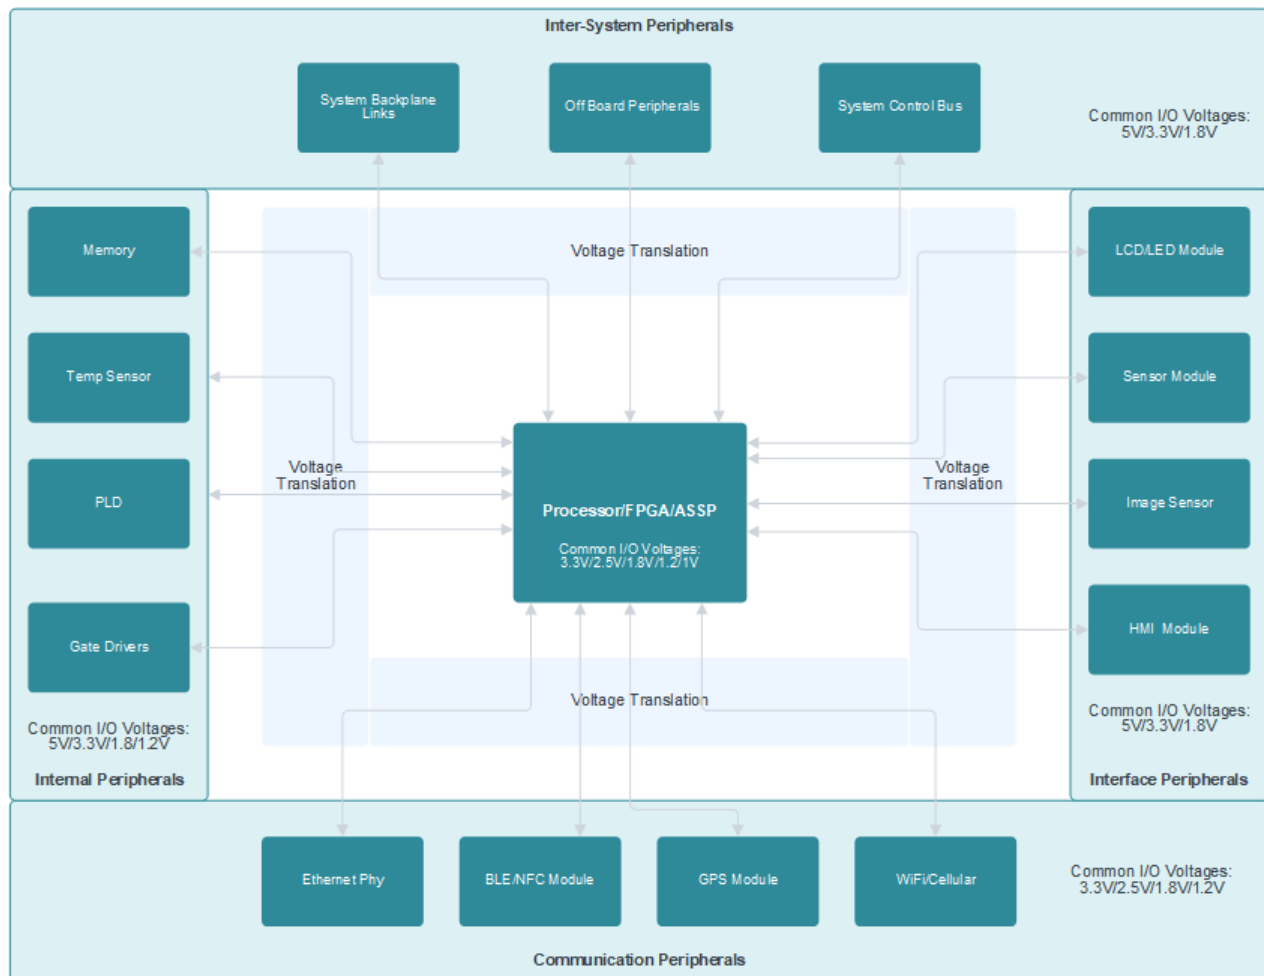 Inter-System Peripherals
System Backplane
Links
Off Board Peripherals
System Control Bus
Common I/O Voltages:
5V/3.3V/1.8V
Memory
Temp Sensor
PLD
Gate Drivers
Common I/O Voltages:
5V/3.3V/1.8/1.2V
Internal Peripherals
Voltage Translation
Voltage
Translation
Processor/FPGA/ASSP
Common I/O Voltages:
3.3V/2.5V/1.8V/1.2/1V
Voltage
Translation
Voltage Translation
LCD/LED Module
Sensor Module
Image Sensor
HMI Module
Common I/O Voltages:
5V/3.3V/1.8V
Interface Peripherals
Ethernet Phy
BLE/NFC Module
GPS Module
WiFi/Cellular
Common I/O Voltages:
3.3V/2.5V/1.8V/1.2V
Communication Peripherals